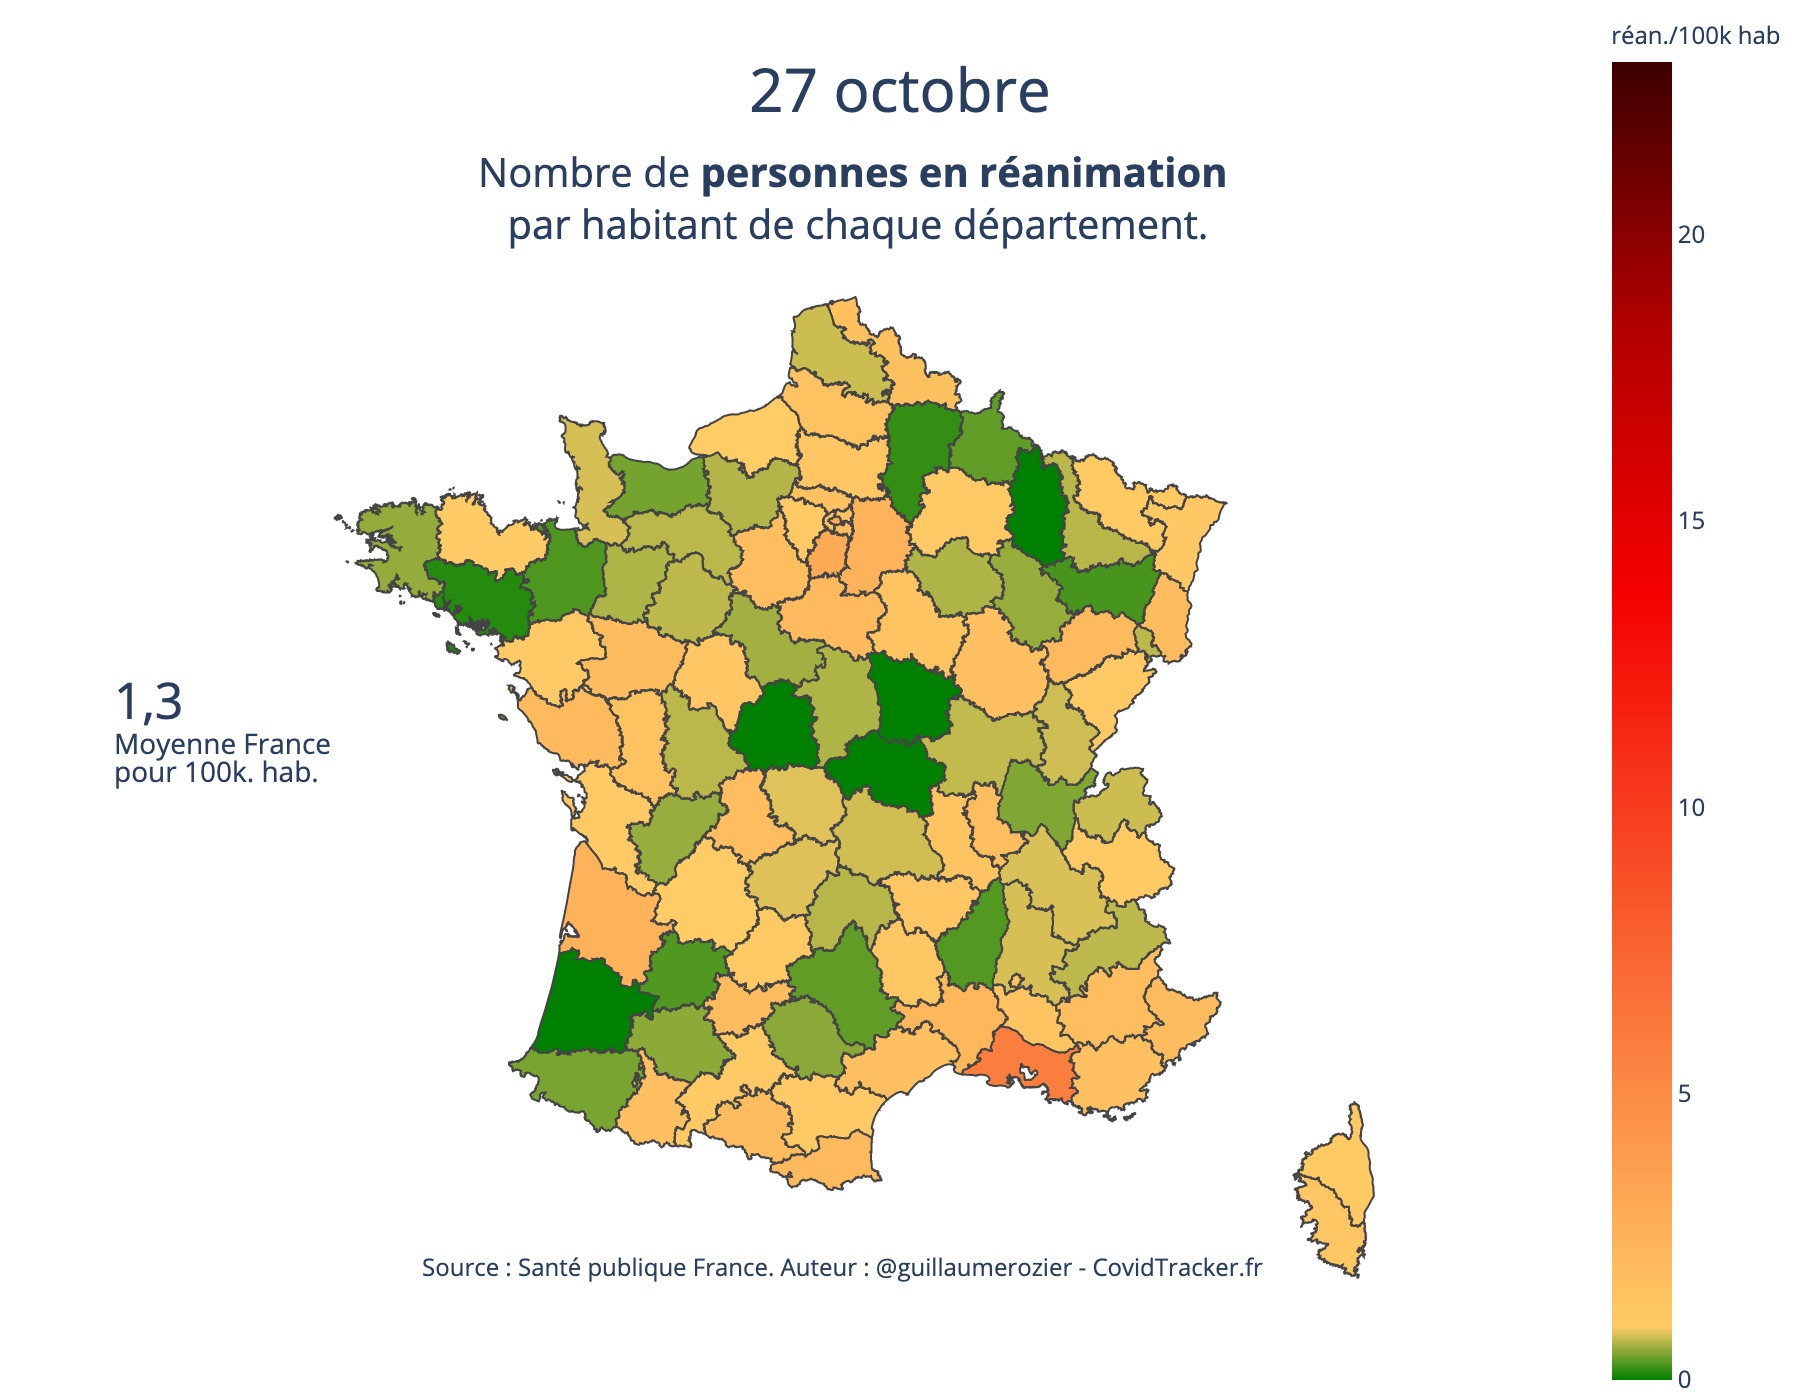 réan./100k hab
27 octobre
Nombre de personnes en réanimation
par habitant de chaque département.
20
15
1,3
Moyenne France
pour 100k. hab.
10
5
Source : Santé publique France. Auteur : @guillaumerozier - CovidTracker.fr
0